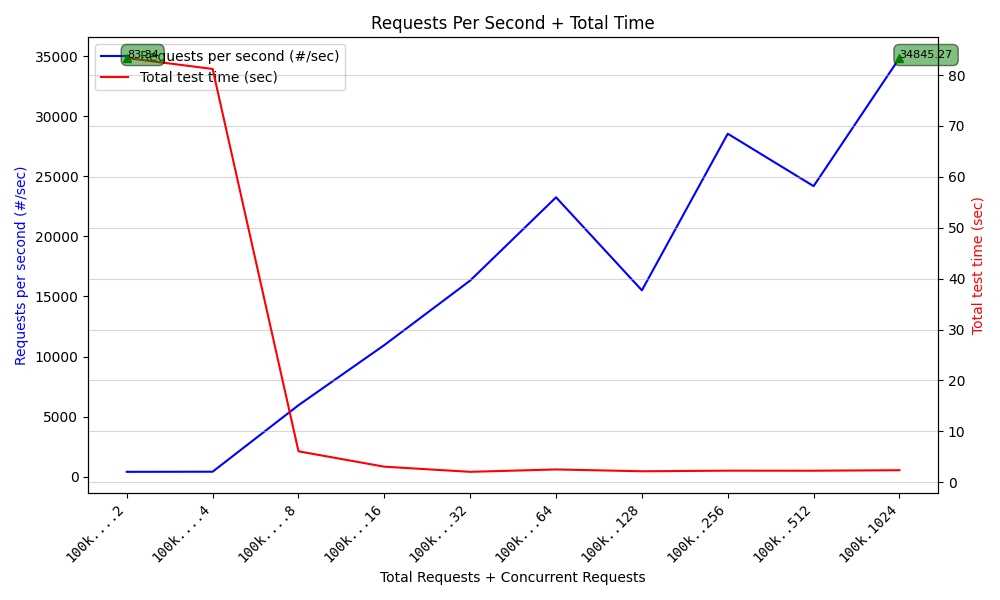 Requests Per Second + Total Time
83.34
34845.27
Requests per second (#/sec)
Total test time (sec)
35000
30000
25000
20000
15000
10000
5000
0
Requests per second (#/sec)
80
70
60
50
40
30
20
10
0
Total test time (sec)
100k....2
100k....4
100k....8
100k...16
100k...32
100k...64
100k..128
100k..256
100k..512
100k.1024
Total Requests + Concurrent Requests